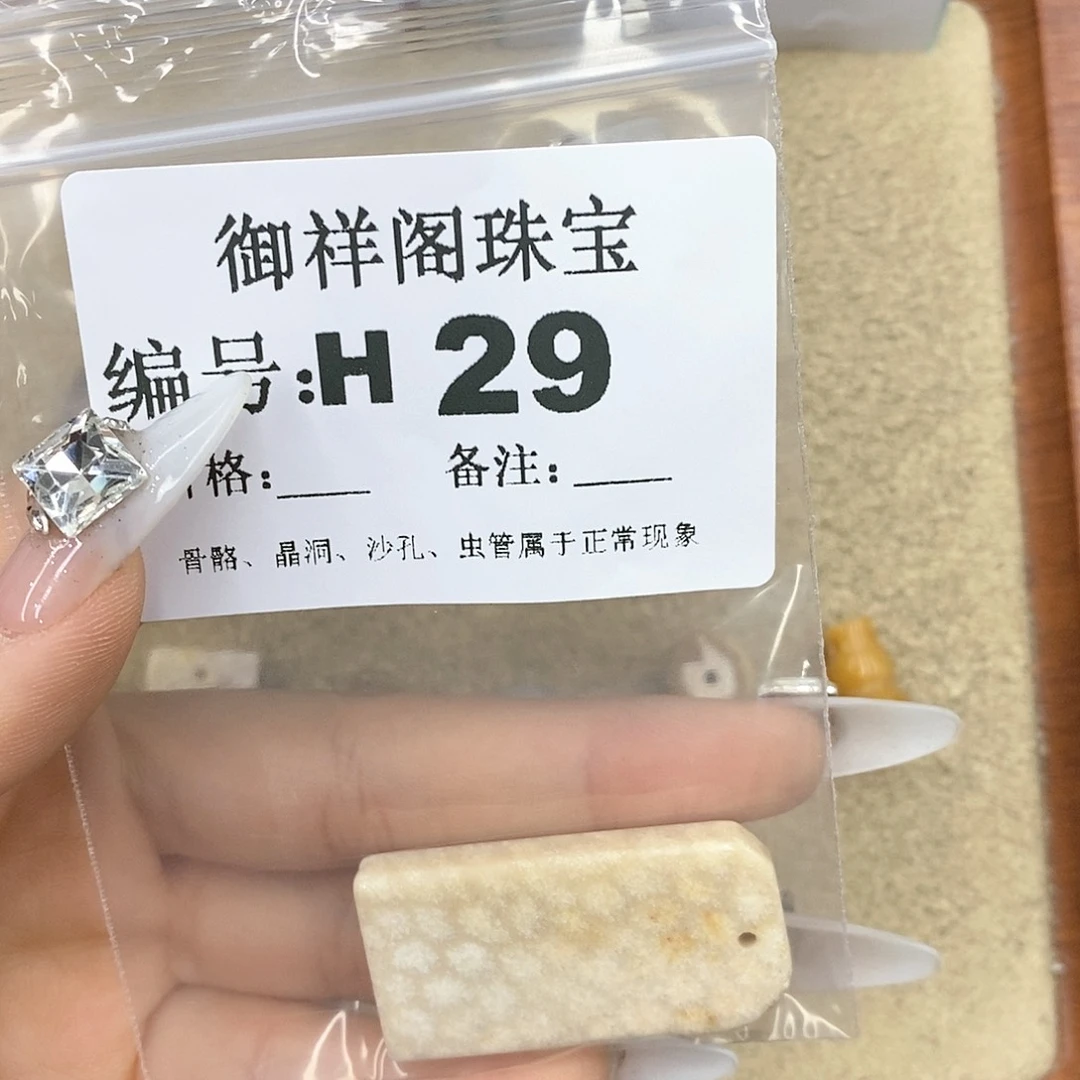 御祥阁珠宝
编号:H 29
格:____ 备注:____
骨骼、晶洞、沙孔、虫管属于正常现象